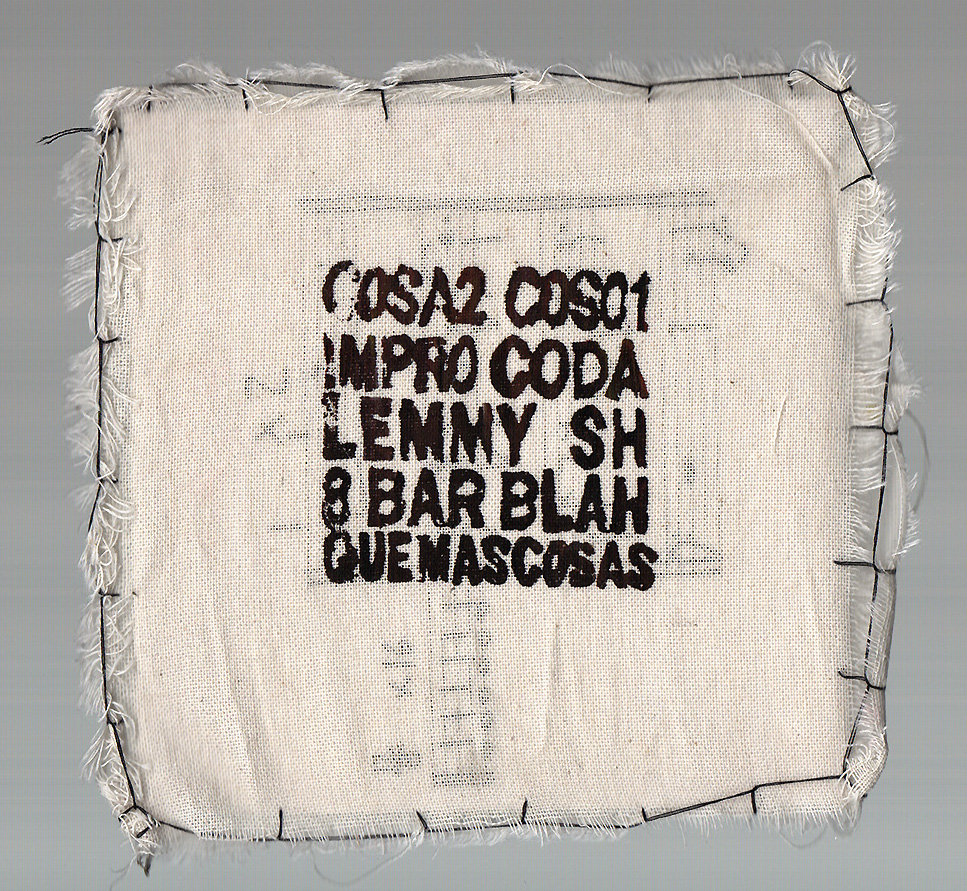 COSA2 COSO1
IMPRO CODA
LEMMY SH
8 BAR BLAH
QUEMASCOSAS